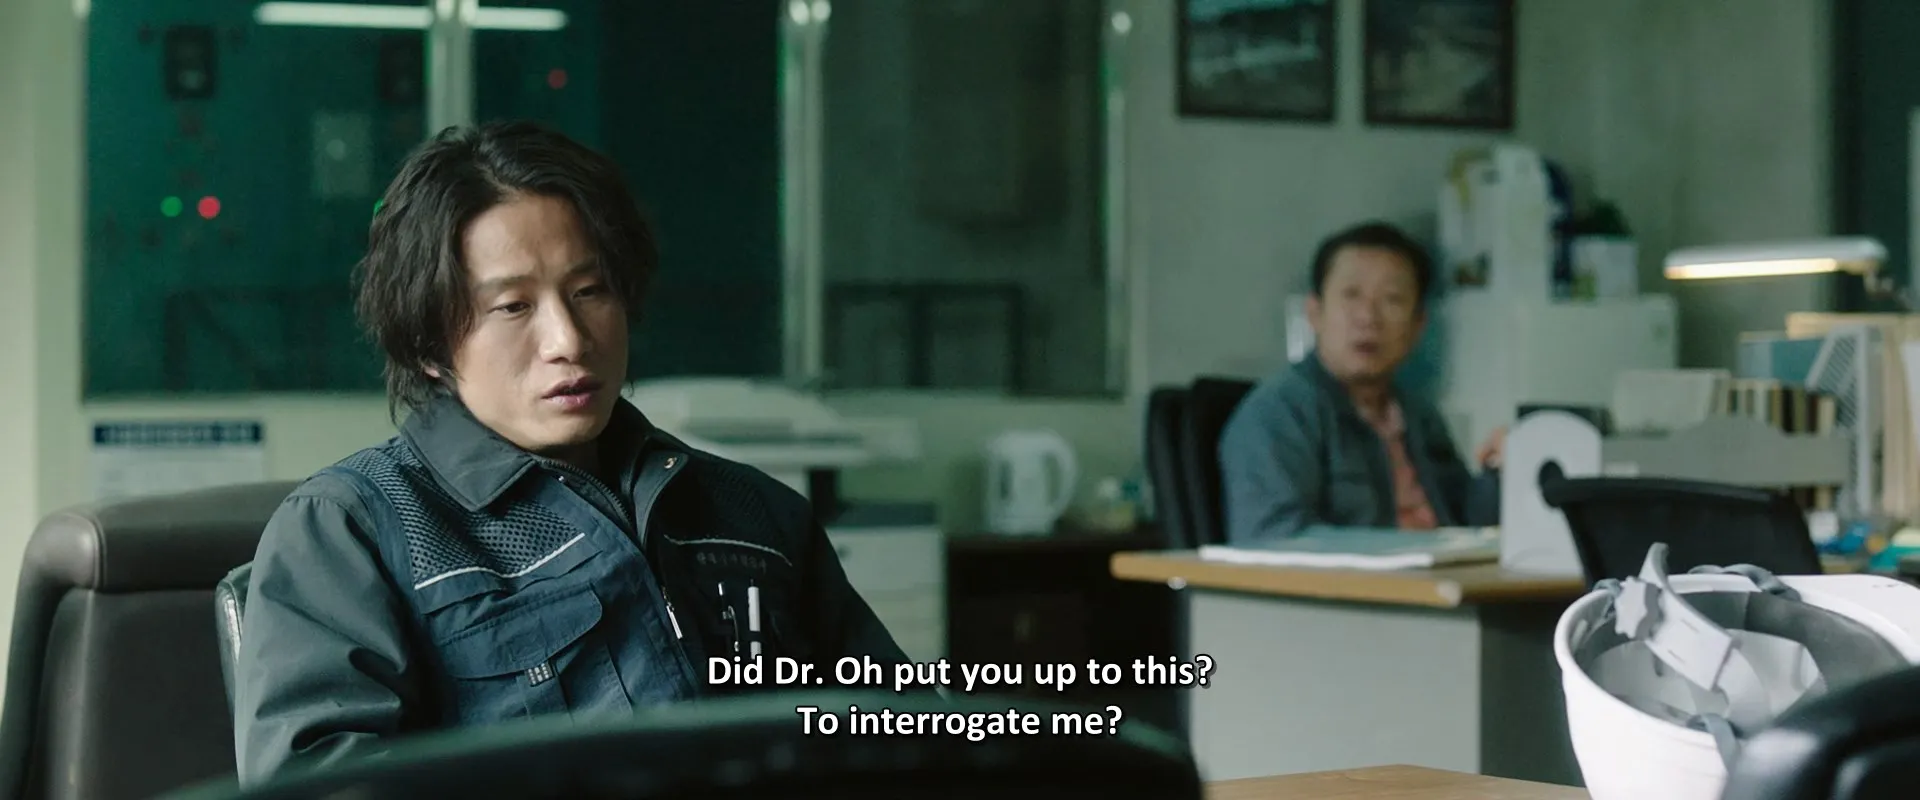 Did Dr. Oh put you up to this?
To interrogate me?